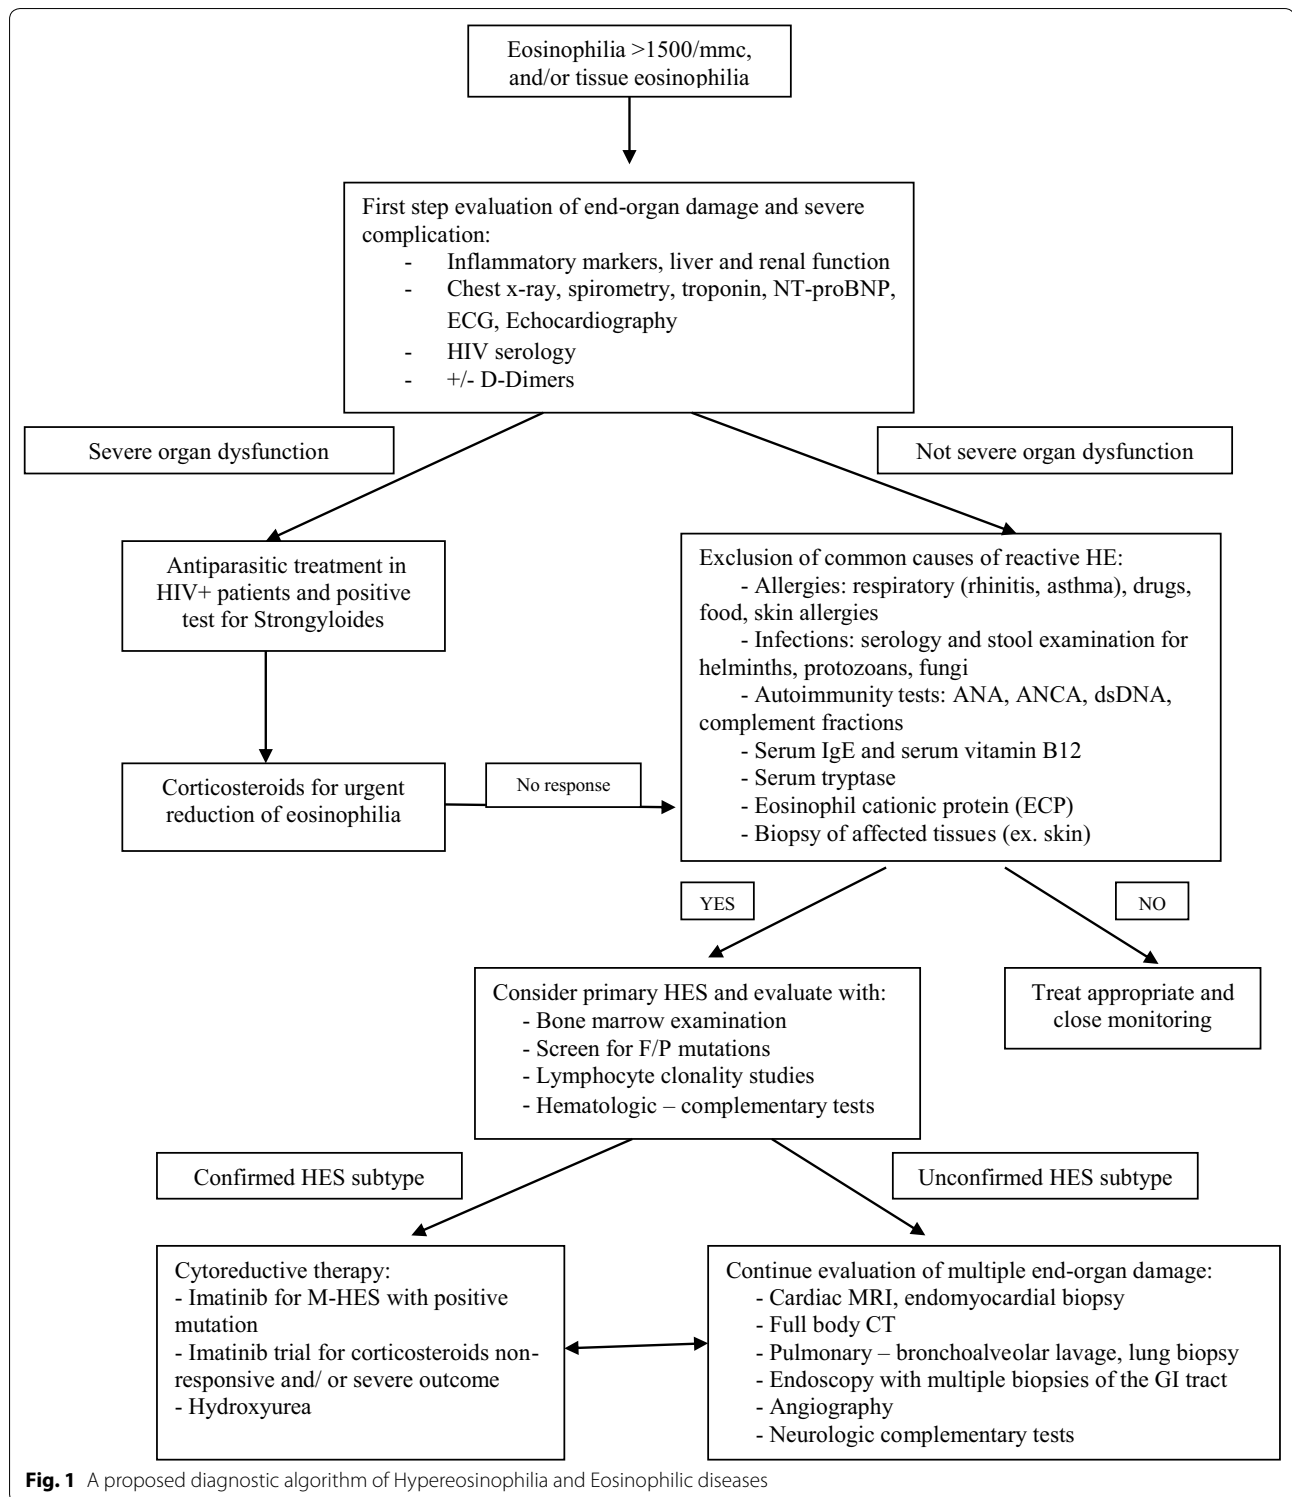 Eosinophilia >1500/mmc,
and/or tissue eosinophilia
First step evaluation of end-organ damage and severe
complication:
- Inflammatory markers, liver and renal function
- Chest x-ray, spirometry, troponin, NT-proBNP,
ECG, Echocardiography
- HIV serology
- +/- D-Dimers
Severe organ dysfunction
Not severe organ dysfunction
Antiparasitic treatment in
HIV+ patients and positive
test for Strongyloides
Corticosteroids for urgent
reduction of eosinophilia
No response
Exclusion of common causes of reactive HE:
- Allergies: respiratory (rhinitis, asthma), drugs,
food, skin allergies
- Infections: serology and stool examination for
helminths, protozoans, fungi
- Autoimmunity tests: ANA, ANCA, dsDNA,
complement fractions
- Serum IgE and serum vitamin B12
- Serum tryptase
- Eosinophil cationic protein (ECP)
- Biopsy of affected tissues (ex. skin)
YES
NO
Consider primary HES and evaluate with:
- Bone marrow examination
- Screen for F/P mutations
- Lymphocyte clonality studies
- Hematologic – complementary tests
Treat appropriate and
close monitoring
Confirmed HES subtype
Unconfirmed HES subtype
Cytoreductive therapy:
- Imatinib for M-HES with positive
mutation
- Imatinib trial for corticosteroids non-
responsive and/ or severe outcome
- Hydroxyurea
Continue evaluation of multiple end-organ damage:
- Cardiac MRI, endomyocardial biopsy
- Full body CT
- Pulmonary – bronchoalveolar lavage, lung biopsy
- Endoscopy with multiple biopsies of the GI tract
- Angiography
- Neurologic complementary tests
Fig. 1 A proposed diagnostic algorithm of Hypereosinophilia and Eosinophilic diseases